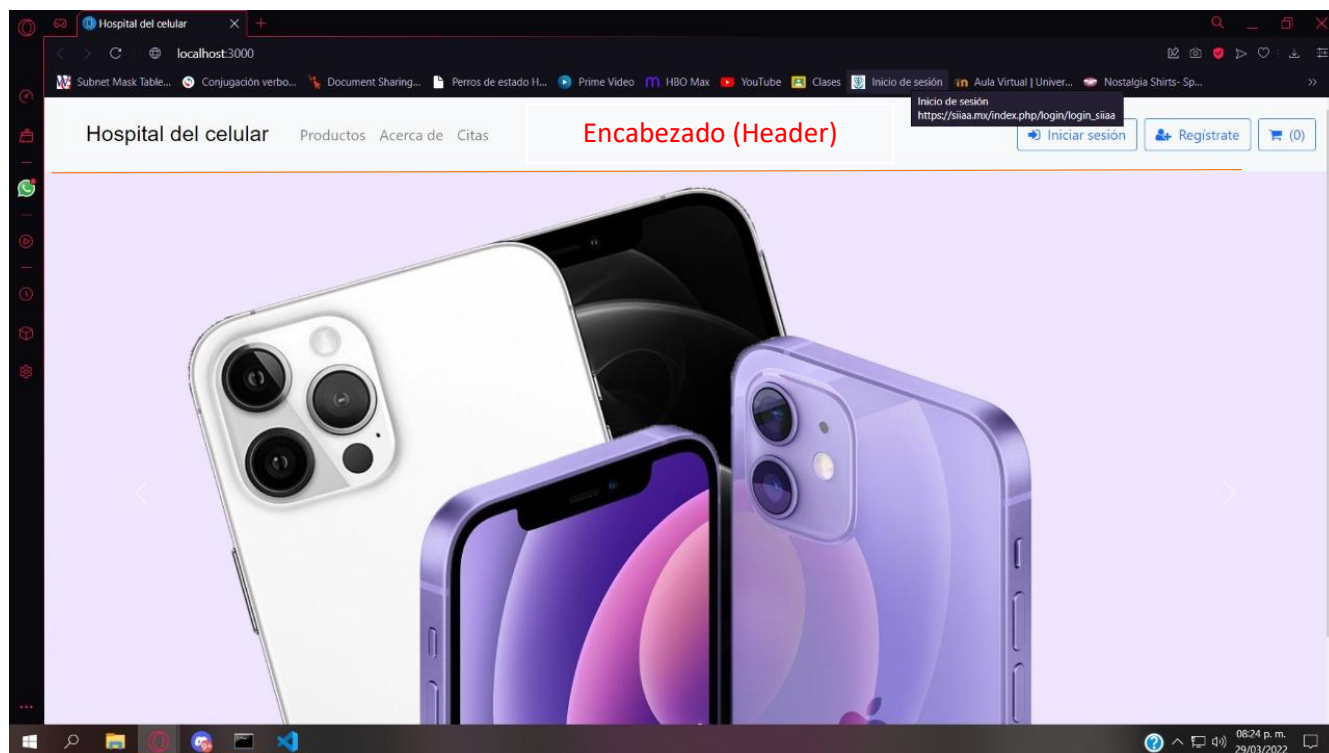 Hospital del celular
localhost:3000
Subnet Mask Table... Conjugación verbo... Document Sharing... Perros de estado H... Prime Video HBO Max YouTube Clases Inicio de sesión Aula Virtual | Univer... Nostalgia Shirts- Sp...
Inicio de sesión
https://siiaa.mx/index.php/login/login_siiaa
Hospital del celular Productos Acerca de Citas Encabezado (Header) Iniciar sesión Regístrate (0)
08:24 p. m.
29/03/2022